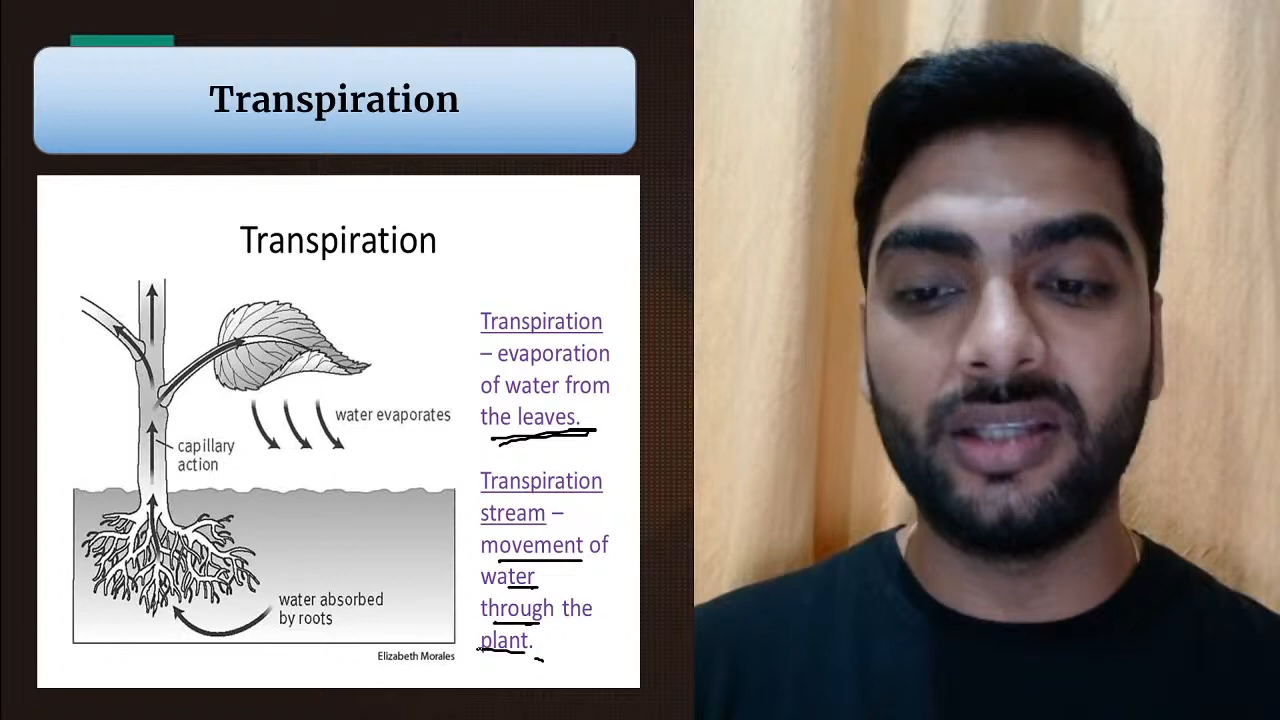 Transpiration
Transpiration
Transpiration
– evaporation
of water from
the leaves.
water evaporates
capillary
action
Transpiration
stream –
movement of
water
through the
plant.
water absorbed
by roots
Elizabeth Morales